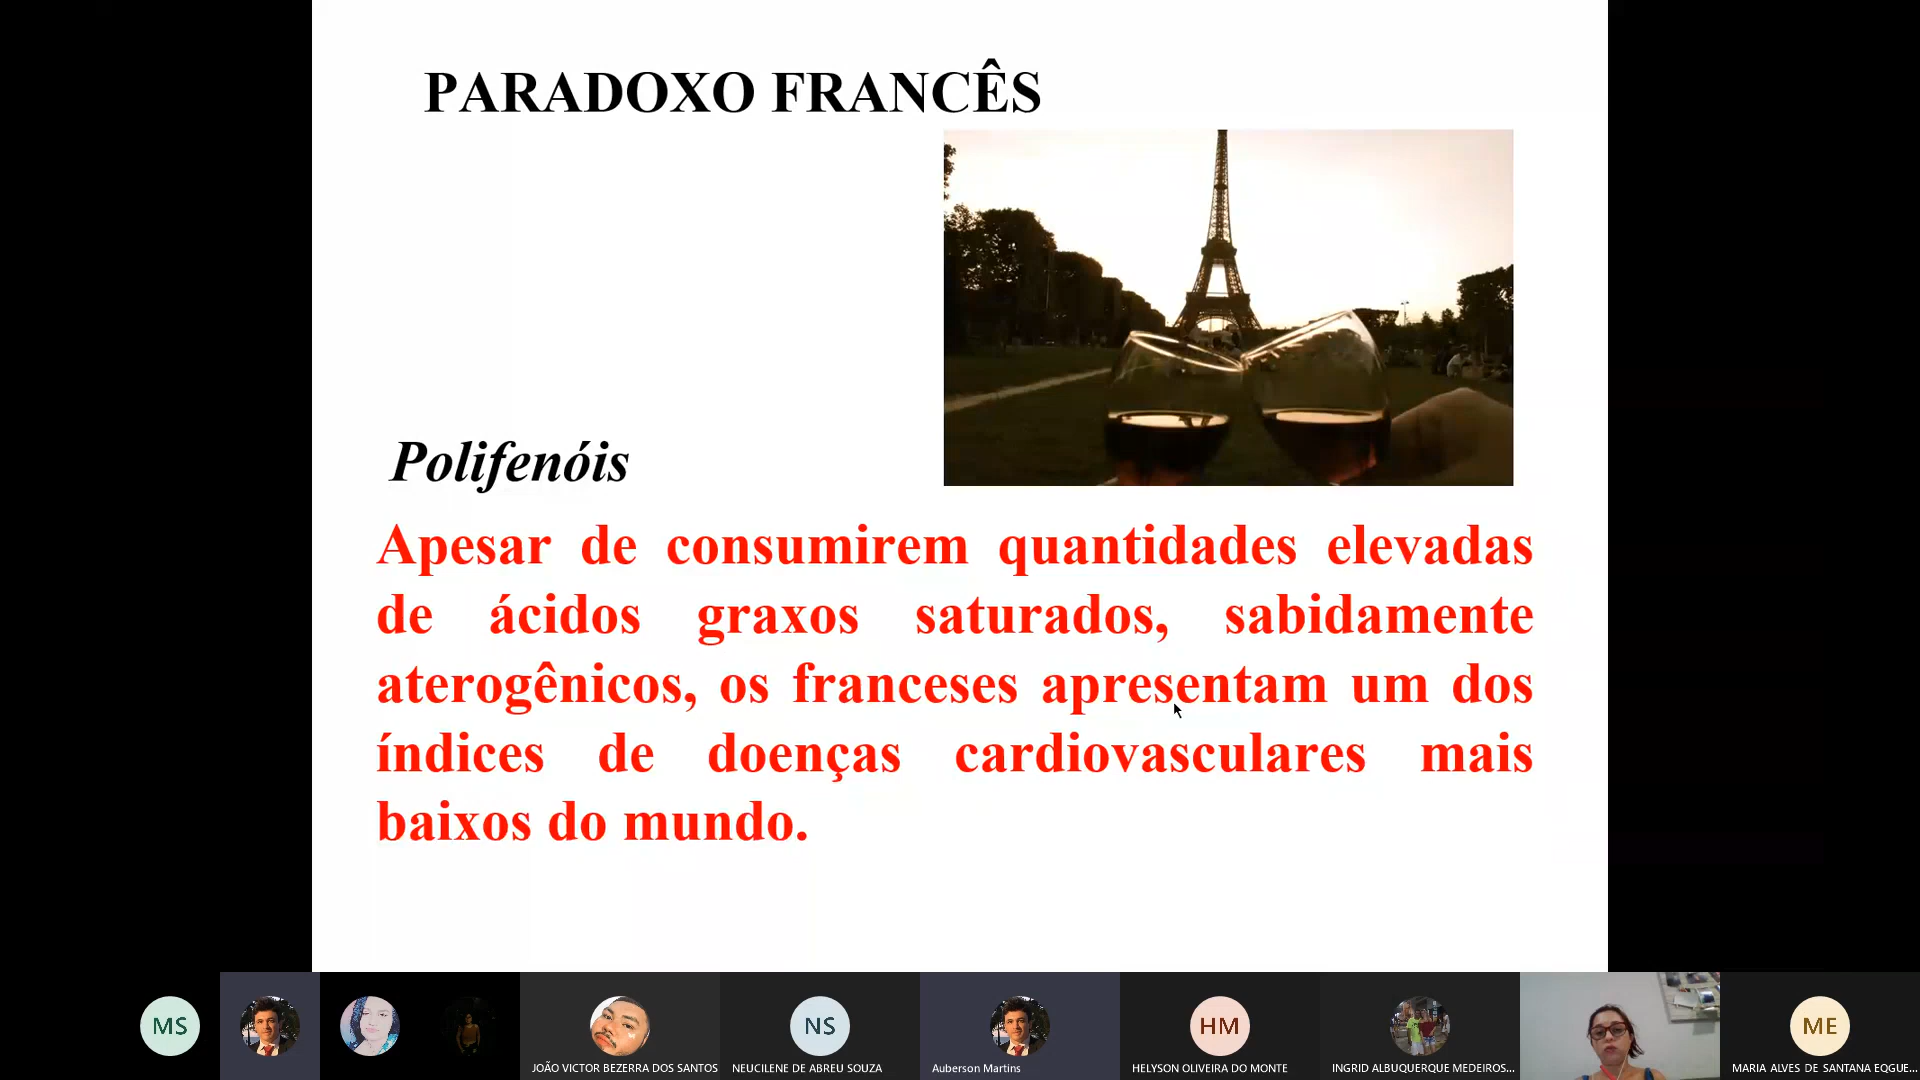 PARADOXO FRANCÊS
Polifenóis
Apesar de consumirem quantidades elevadas
de ácidos graxos saturados, sabidamente
aterogênicos, os franceses apresentam um dos
índices de doenças cardiovasculares mais
baixos do mundo.
MS
NS
HM
ME
JOÃO VICTOR BEZERRA DOS SANTOS
NEUCILENE DE ABREU SOUZA
Auberson Martins
HELYSON OLIVEIRA DO MONTE
INGRID ALBUQUERQUE MEDEIROS...
MARIA ALVES DE SANTANA EQGUE...